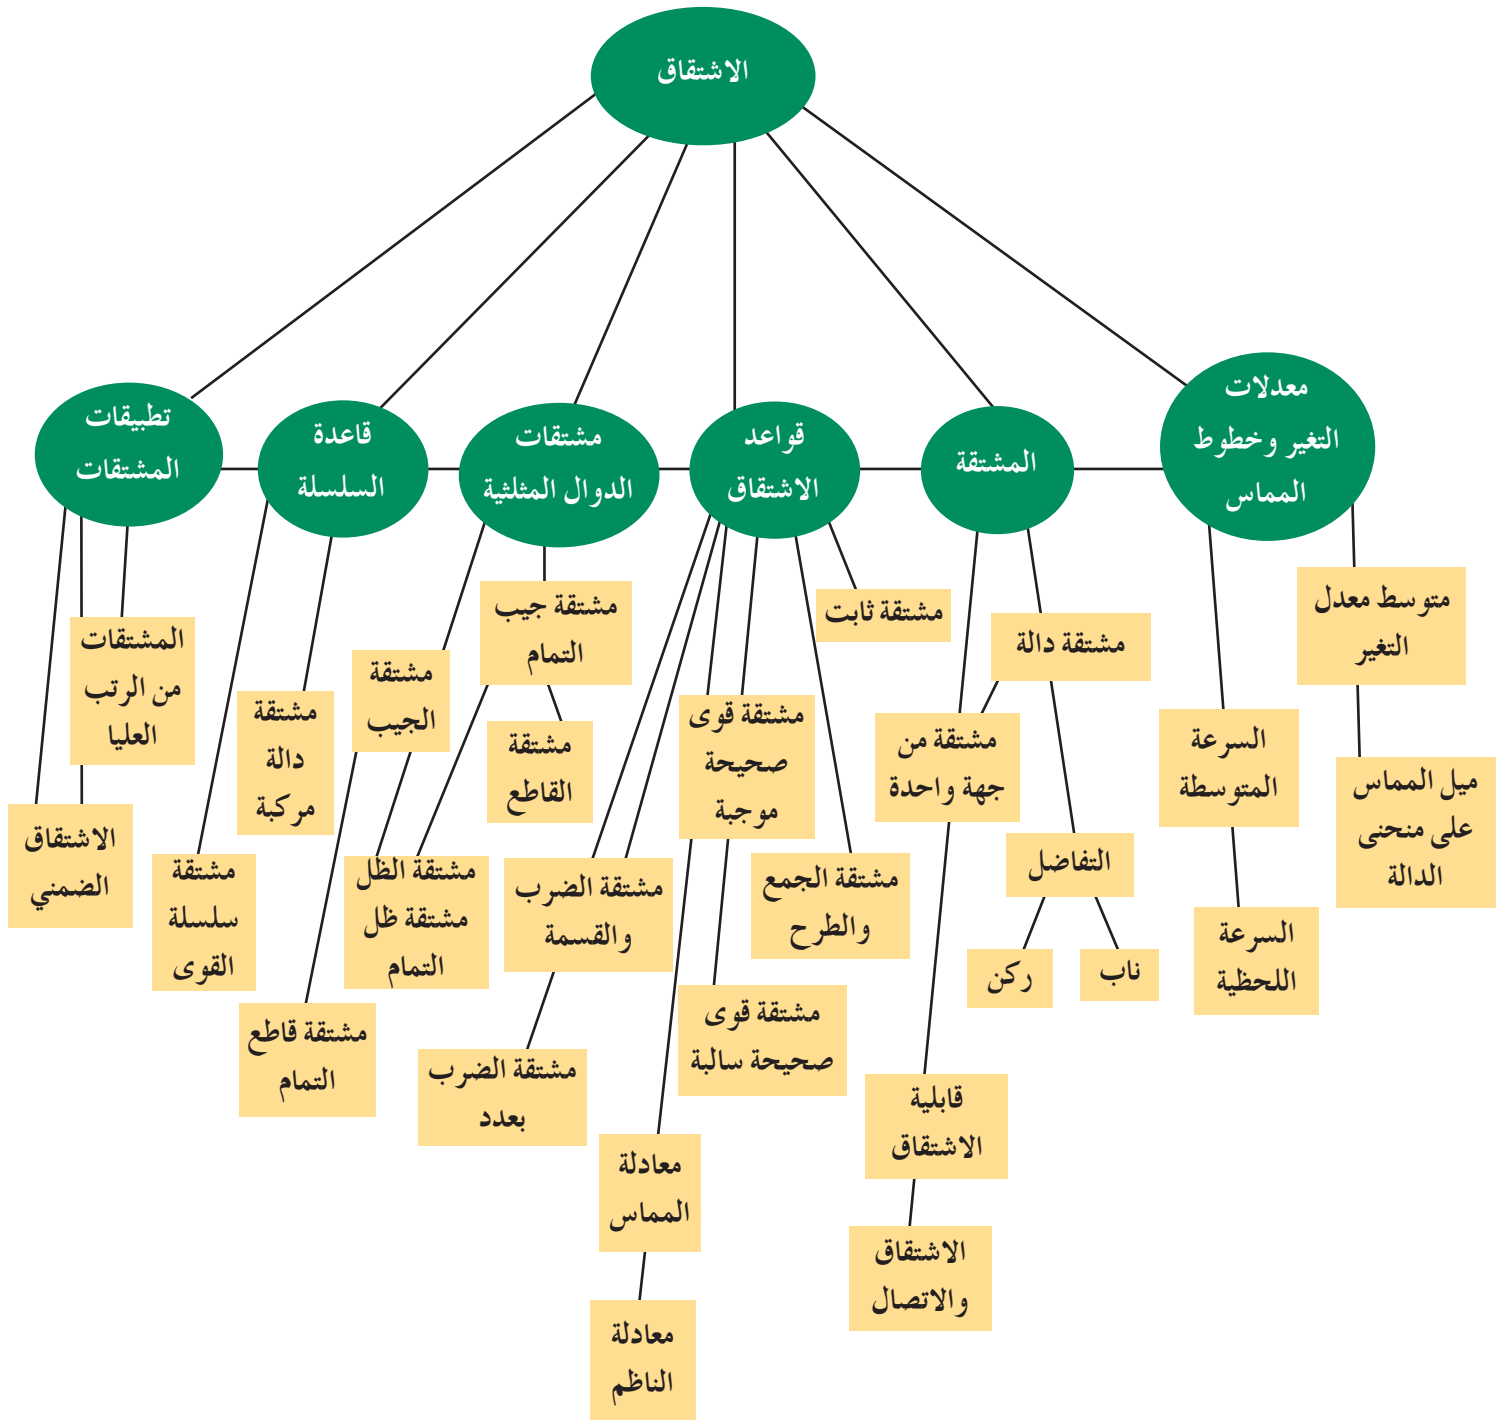 الاشتقاق
معدلات
التغير وخطوط
المماس
المشتقة
قواعد
الاشتقاق
مشتقات
الدوال المثلثية
قاعدة
السلسلة
تطبيقات
المشتقات
متوسط معدل
التغير
ميل المماس
على منحنى
الدالة
السرعة
المتوسطة
السرعة
اللحظية
مشتقة دالة
مشتقة من
جهة واحدة
التفاضل
ناب
ركن
قابلية
الاشتقاق
الاشتقاق
والاتصال
مشتقة ثابت
مشتقة الجمع
والطرح
مشتقة قوى
صحيحة
موجبة
مشتقة قوى
صحيحة سالبة
مشتقة الضرب
والقسمة
مشتقة الضرب
بعدد
معادلة
المماس
معادلة
الناظم
مشتقة جيب
التمام
مشتقة
القاطع
مشتقة
الجيب
مشتقة الظل
مشتقة ظل
التمام
مشتقة قاطع
التمام
مشتقة
دالة
مركبة
مشتقة
سلسلة
القوى
المشتقات
من الرتب
العليا
الاشتقاق
الضمني